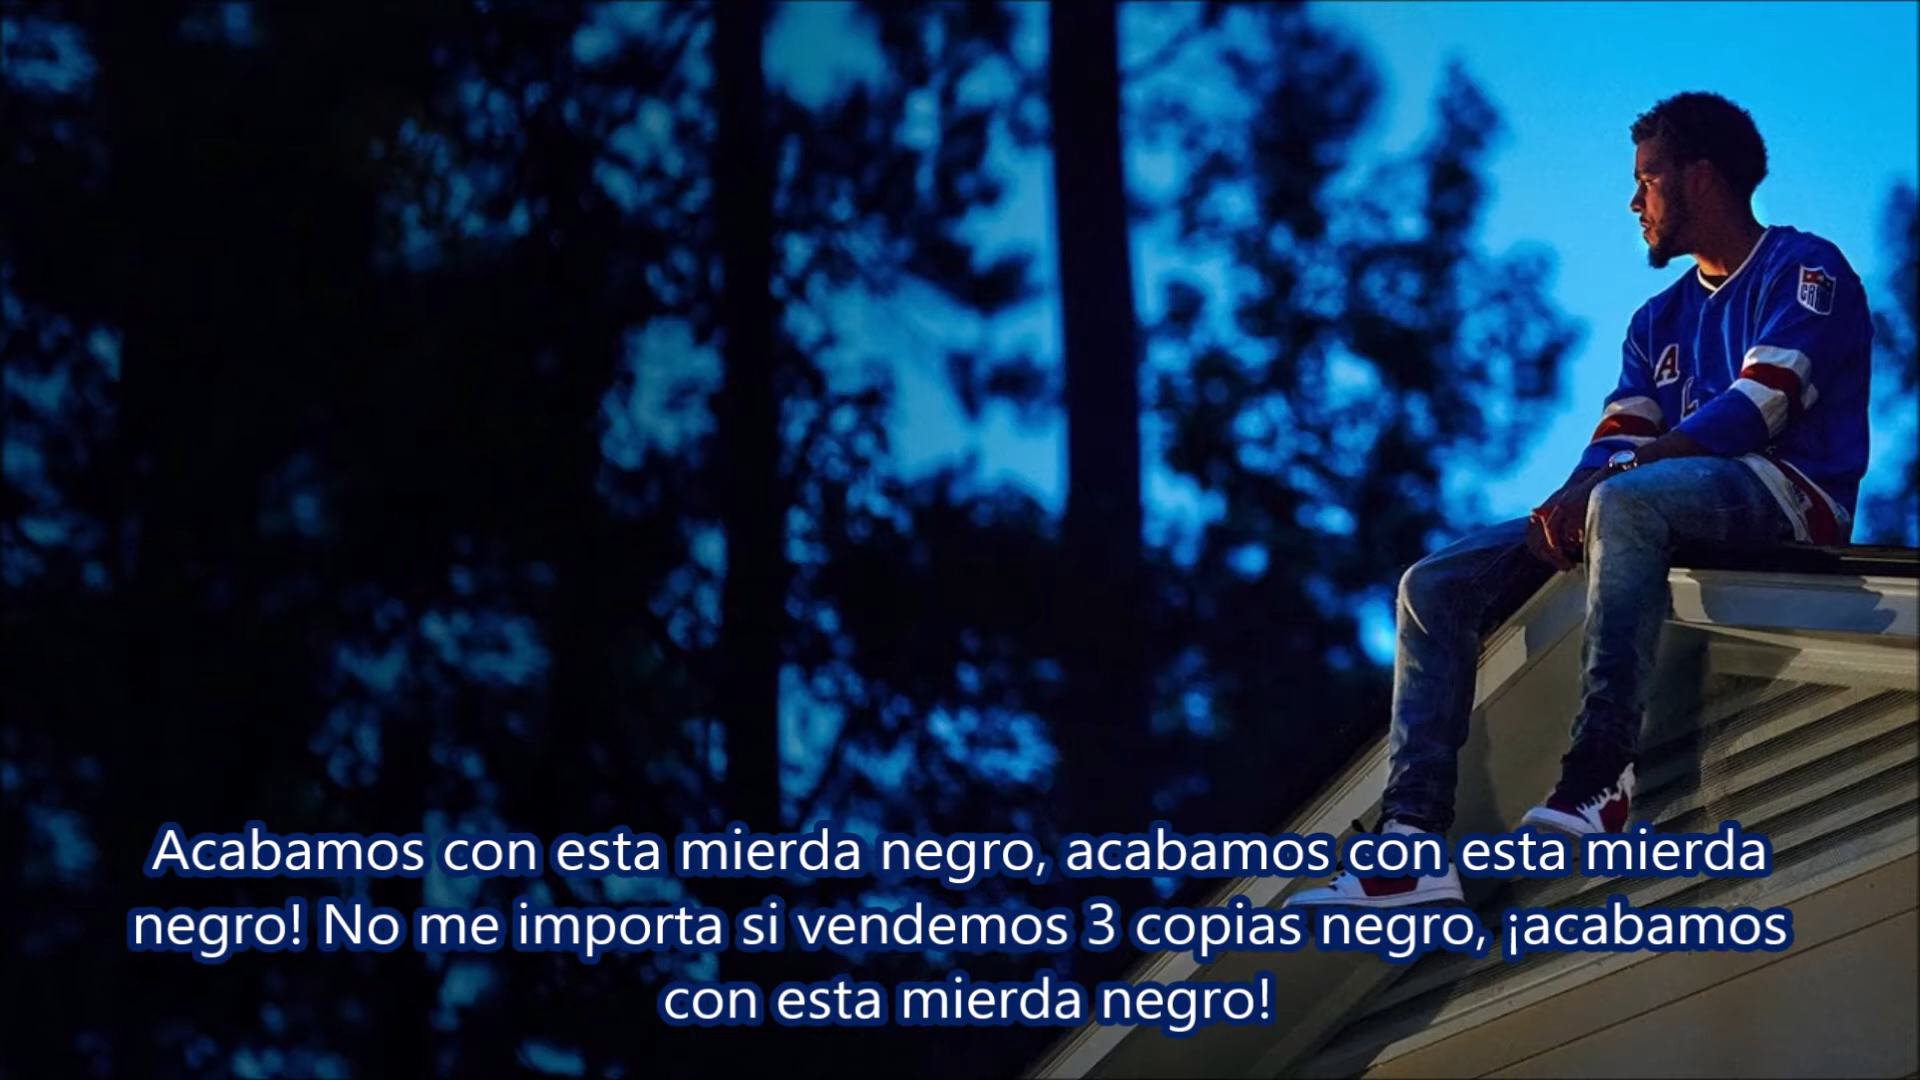 A
CAR
Acabamos con esta mierda negro, acabamos con esta mierda
negro! No me importa si vendemos 3 copias negro, ¡acabamos
con esta mierda negro!